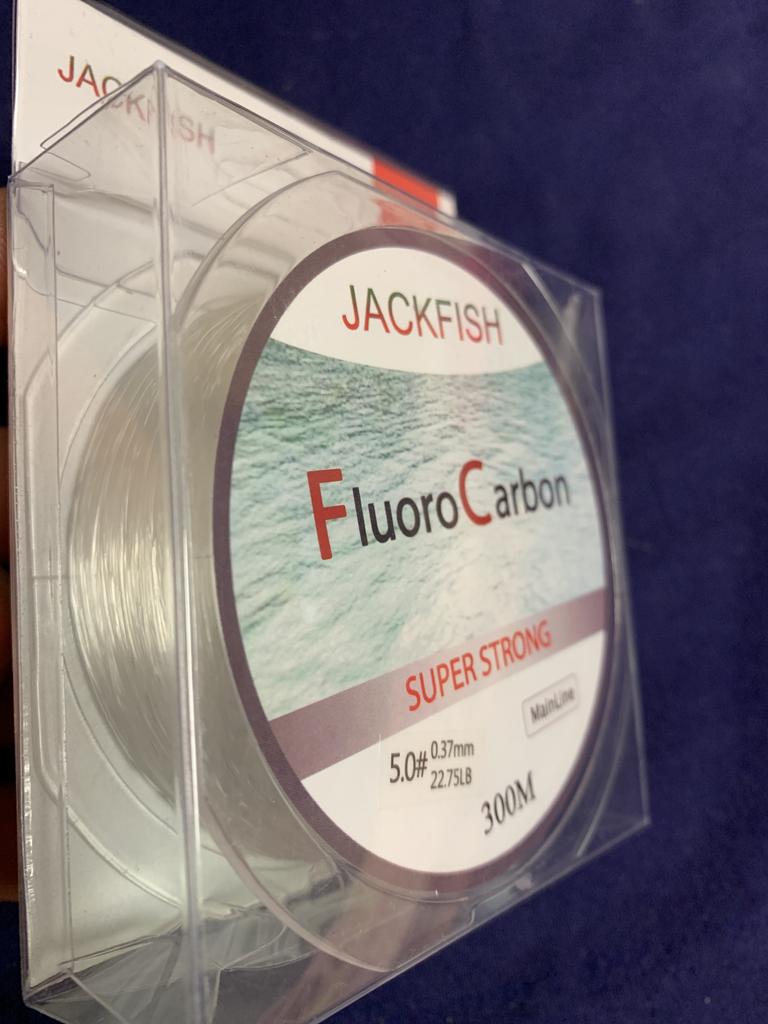 JACKFISH
JACKFISH
FluoroCarbon
SUPER STRONG
MainLine
5.0# 0.37mm
22.75LB
300M